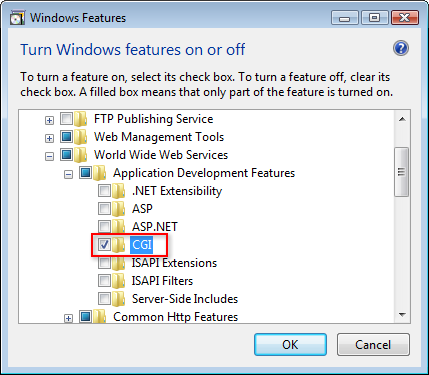 Windows Features
Turn Windows features on or off
To turn a feature on, select its check box. To turn a feature off, clear its
check box. A filled box means that only part of the feature is turned on.
FTP Publishing Service
Web Management Tools
World Wide Web Services
Application Development Features
.NET Extensibility
ASP
ASP.NET
CGI
ISAPI Extensions
ISAPI Filters
Server-Side Includes
Common Http Features
OK Cancel